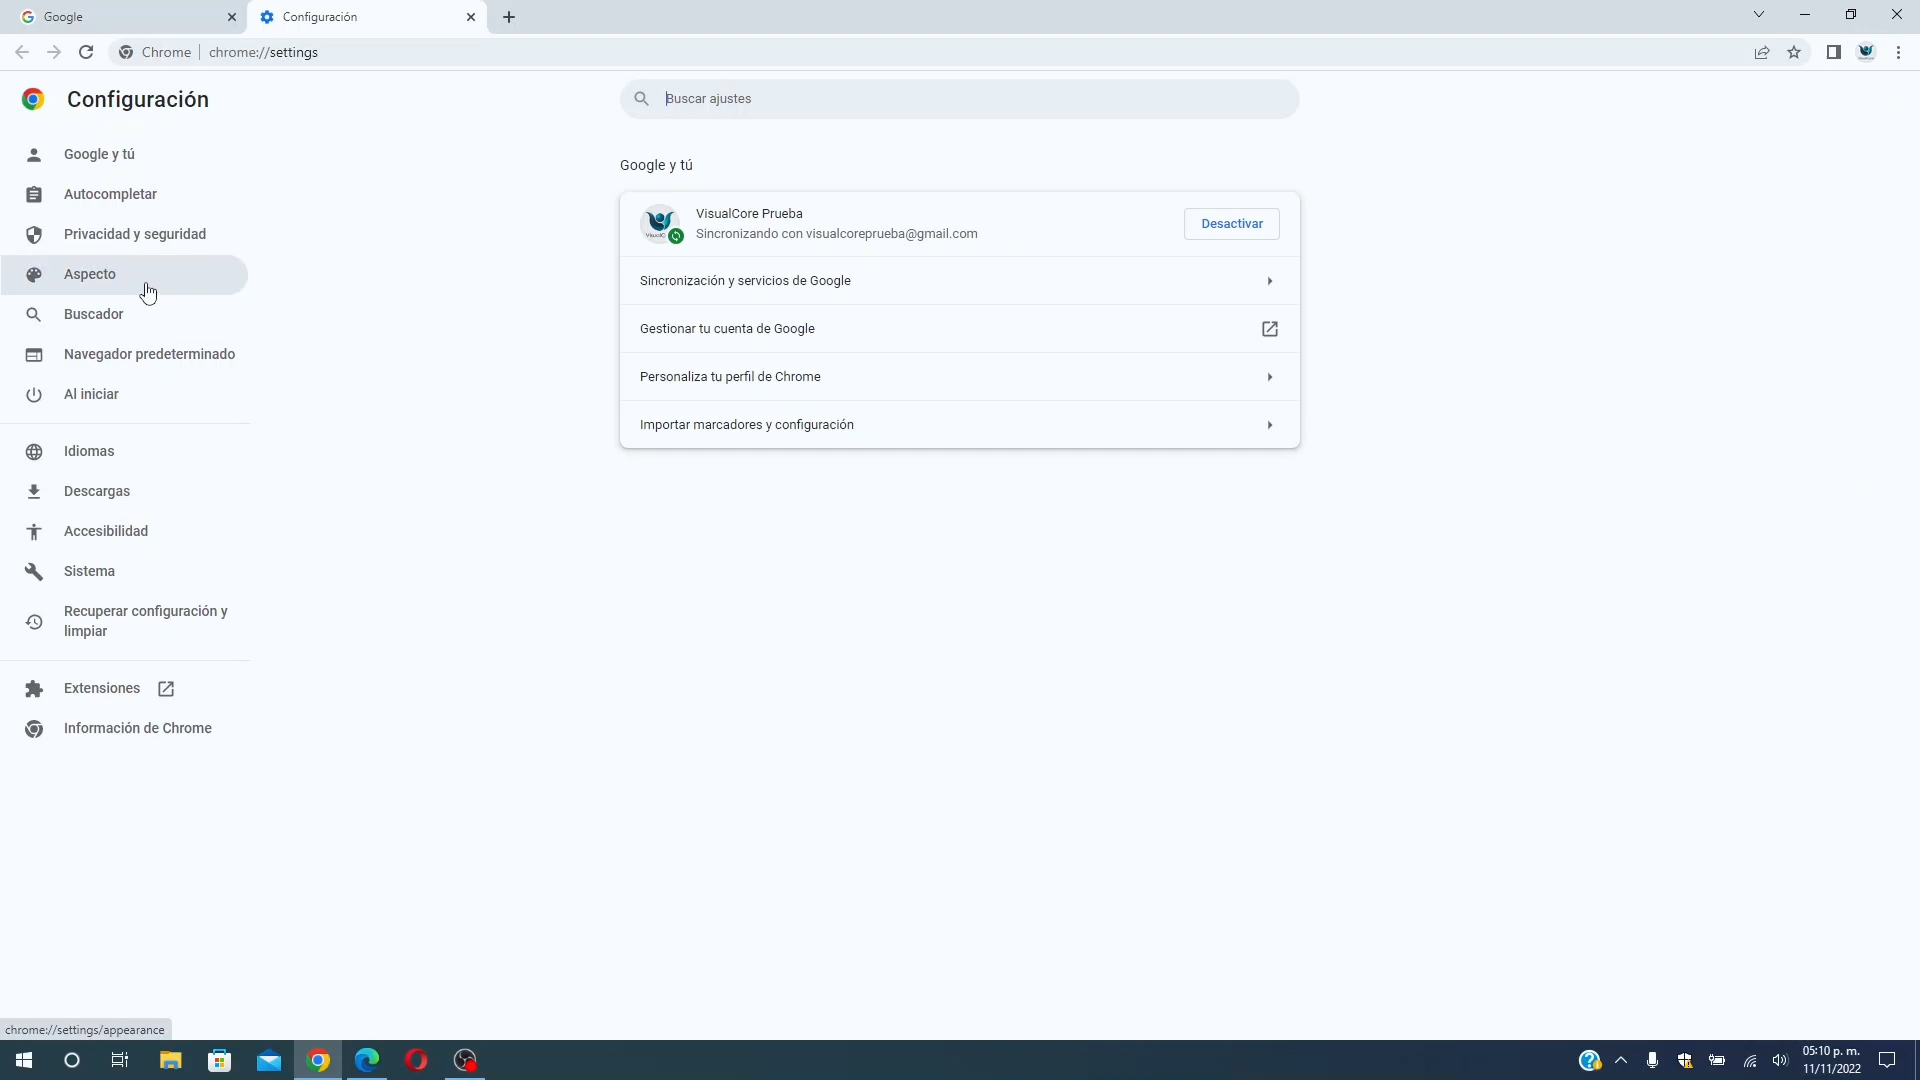 Google
Configuración
Chrome
chrome://settings
Configuración
Buscar ajustes
Google y tú
Autocompletar
Privacidad y seguridad
Aspecto
Buscador
Navegador predeterminado
Al iniciar
Idiomas
Descargas
Accesibilidad
Sistema
Recuperar configuración y
limpiar
Extensiones
Información de Chrome
Google y tú
VisualCore Prueba
Sincronizando con visualcoreprueba@gmail.com
Desactivar
Sincronización y servicios de Google
Gestionar tu cuenta de Google
Personaliza tu perfil de Chrome
Importar marcadores y configuración
chrome://settings/appearance
05:10 p. m.
11/11/2022